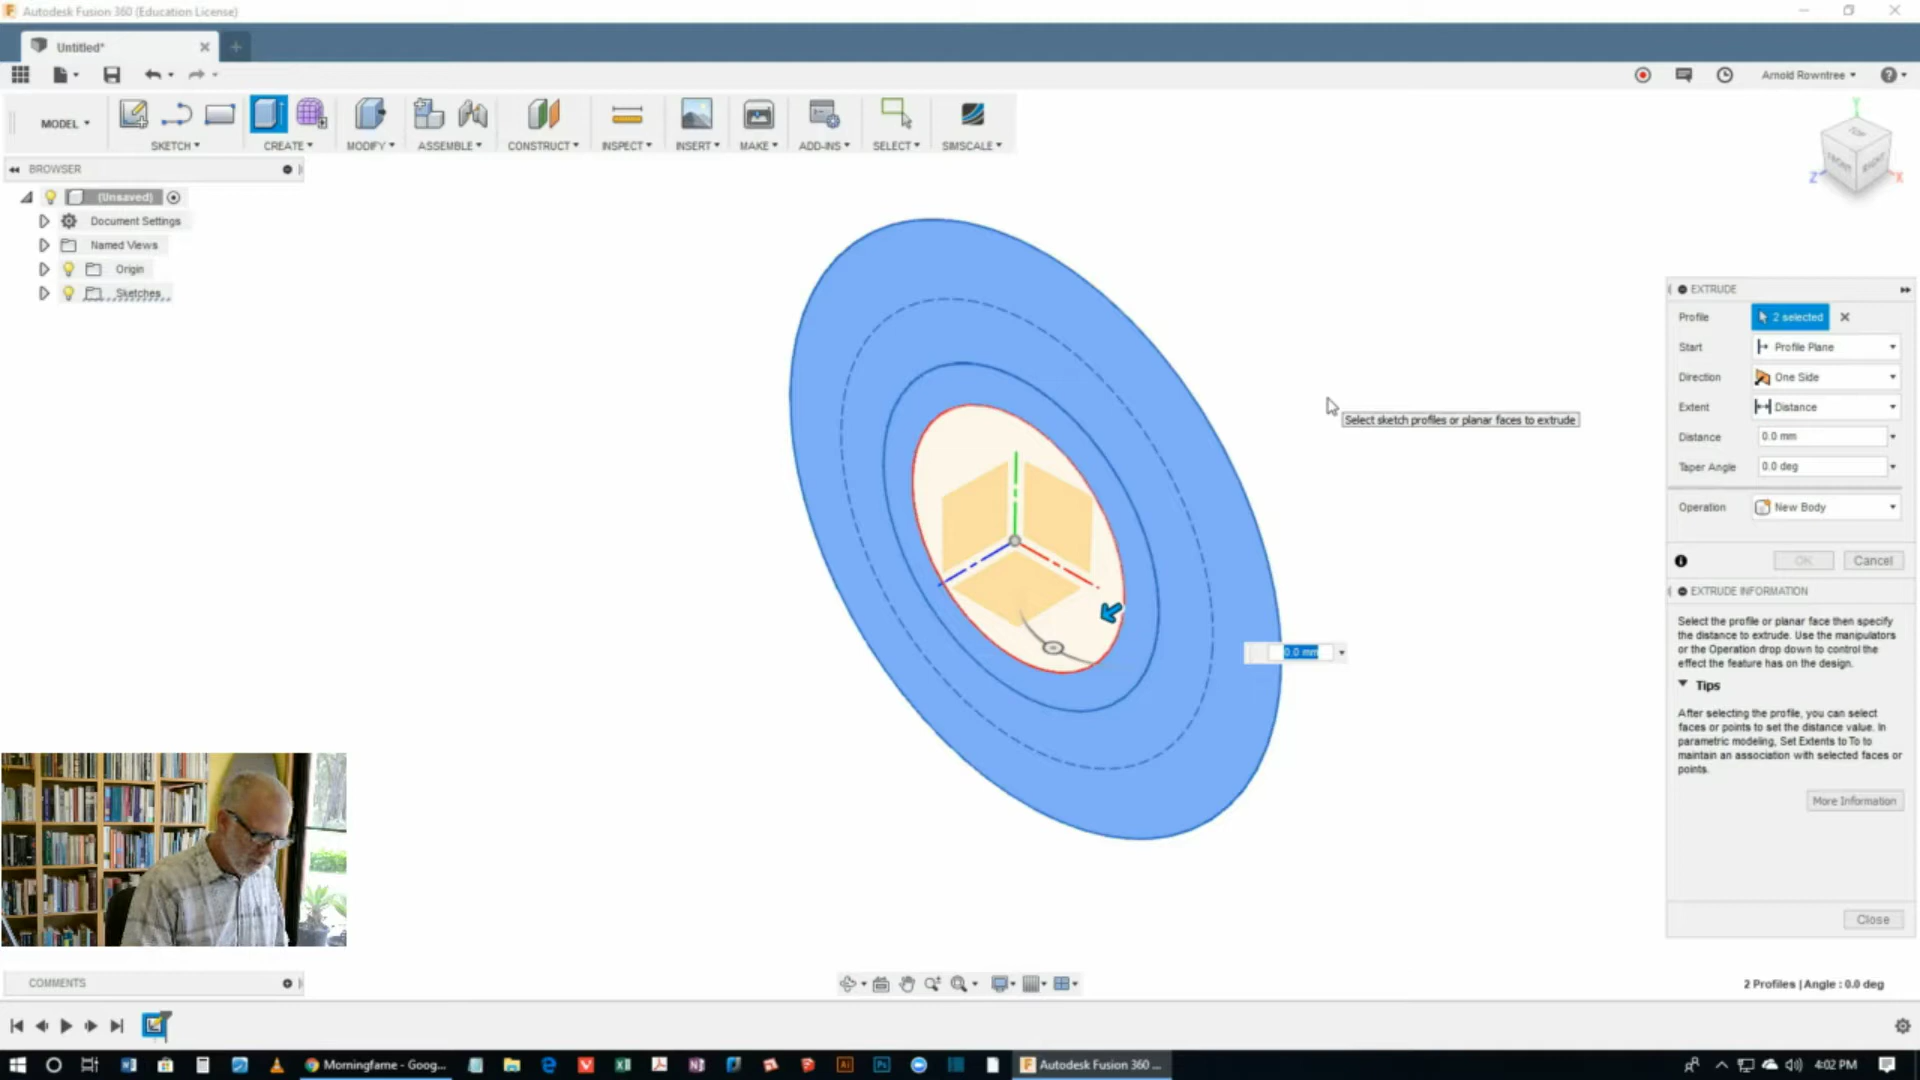 Autodesk Fusion 360 (Education License)
Untitled*
Arnold Rowntree
MODEL
SKETCH
CREATE
MODIFY
ASSEMBLE
CONSTRUCT
INSPECT
INSERT
MAKE
ADD-INS
SELECT
SIMSCALE
TOP
FRONT
RIGHT
Y
Z
X
BROWSER
(Unsaved)
Document Settings
Named Views
Origin
Sketches
EXTRUDE
Profile 2 selected
Start Profile Plane
Direction One Side
Extent Distance
Distance 0.0 mm
Taper Angle 0.0 deg
Operation New Body
OK Cancel
Select sketch profiles or planar faces to extrude
0.0 mm
EXTRUDE INFORMATION
Select the profile or planar face then specify
the distance to extrude. Use the manipulators
or the Operation drop down to control the
effect the feature has on the design.
Tips
After selecting the profile, you can select
faces or points to set the distance value. In
parametric modeling, Set Extents to To to
maintain an association with selected faces or
points.
More Information
Close
COMMENTS
2 Profiles | Angle : 0.0 deg
Morningfame - Goog...
Autodesk Fusion 360 ...
4:02 PM